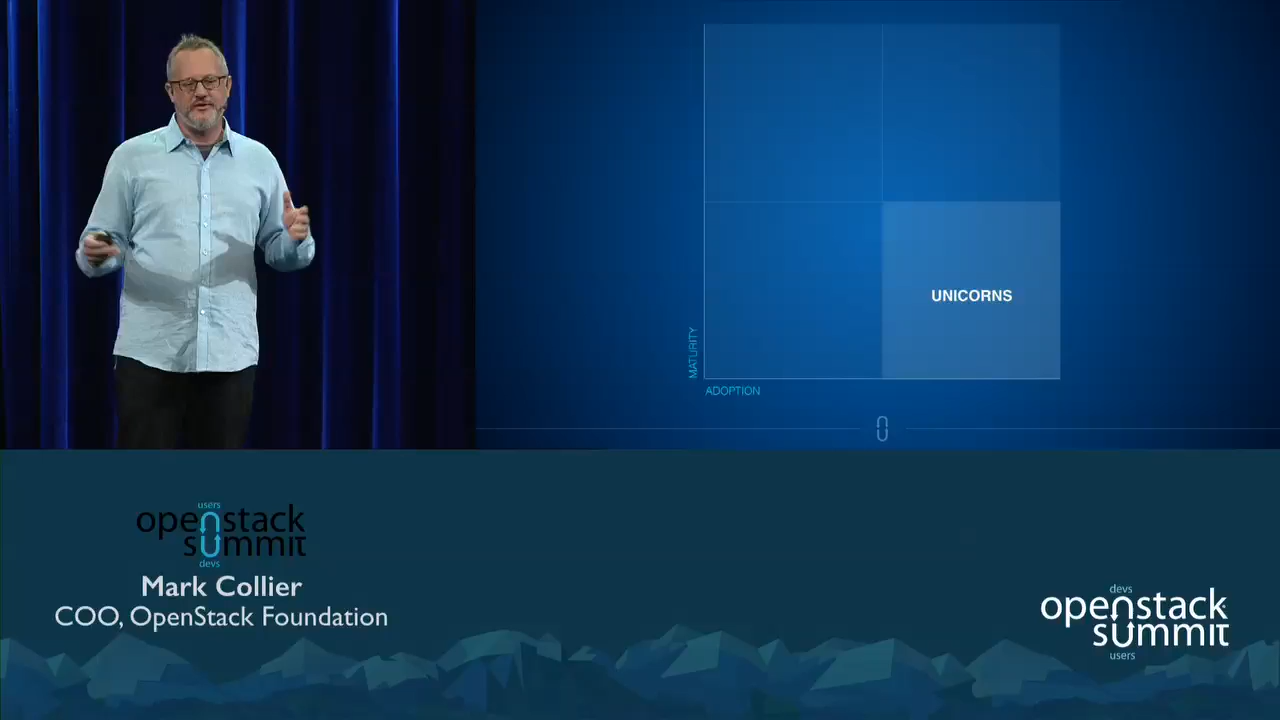 UNICORNS
MATURITY
ADOPTION
users
openstack
summit
devs
Mark Collier
COO, OpenStack Foundation
devs
openstack
summit
users